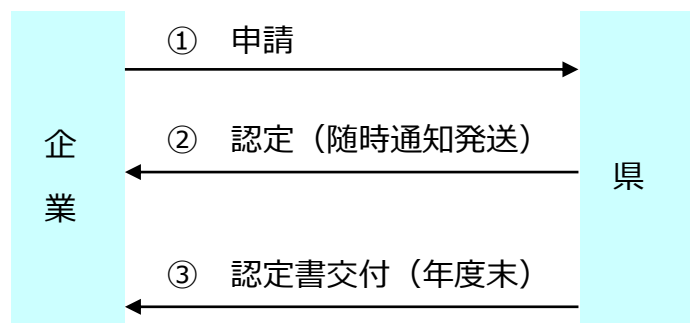 企業
① 申請
② 認定（随時通知発送）
③ 認定書交付（年度末）
県